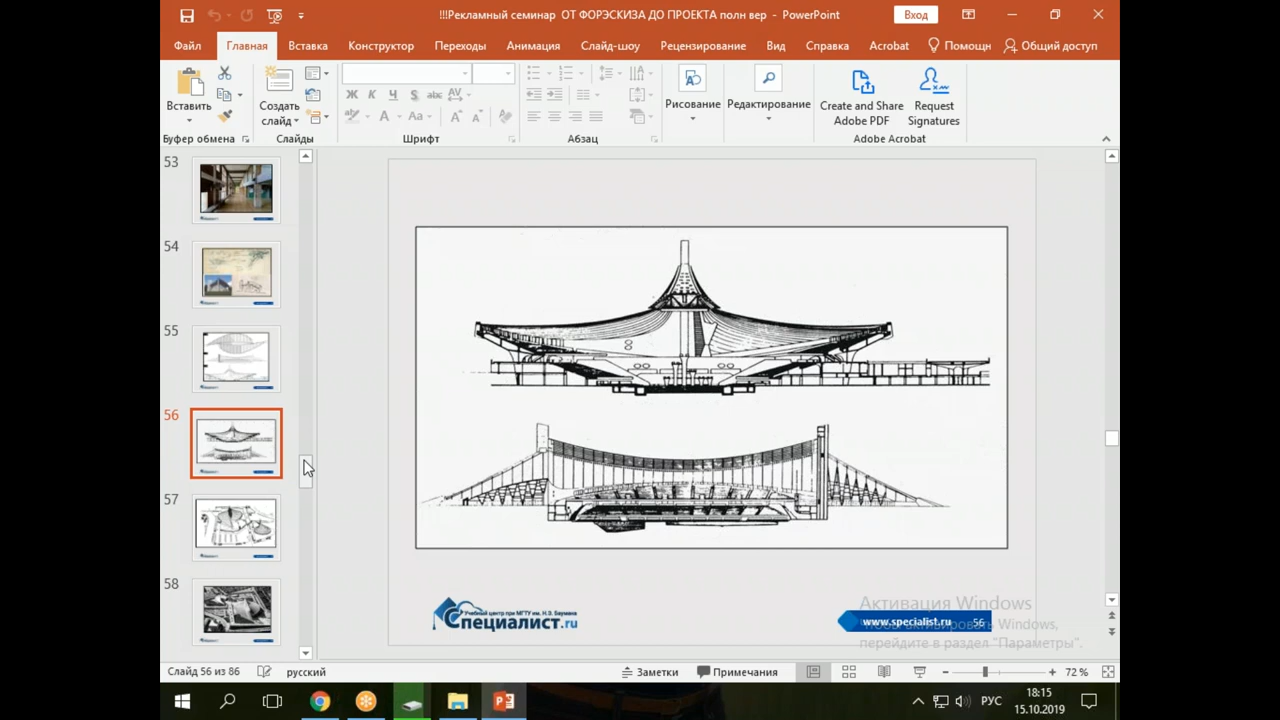 !!!Рекламный семинар ОТ ФОРЭСКИЗА ДО ПРОЕКТА полн вер - PowerPoint
Вход
Файл Главная Вставка Конструктор Переходы Анимация Слайд-шоу Рецензирование Вид Справка Acrobat Помощн Общий доступ
Вставить
Создать слайд
Ж К Ч S abc AV
Aa
Рисование
Редактирование
Create and Share Adobe PDF
Request Signatures
Буфер обмена Слайды Шрифт Абзац Adobe Acrobat
53
54
55
56
57
58
Учебный центр при МГТУ им. Н.Э. Баумана
Специалист.ru
www.specialist.ru 56
Активация Windows
Чтобы активировать Windows,
перейдите в раздел "Параметры".
Слайд 56 из 86 русский Заметки Примечания 72 %
РУС
18:15
15.10.2019